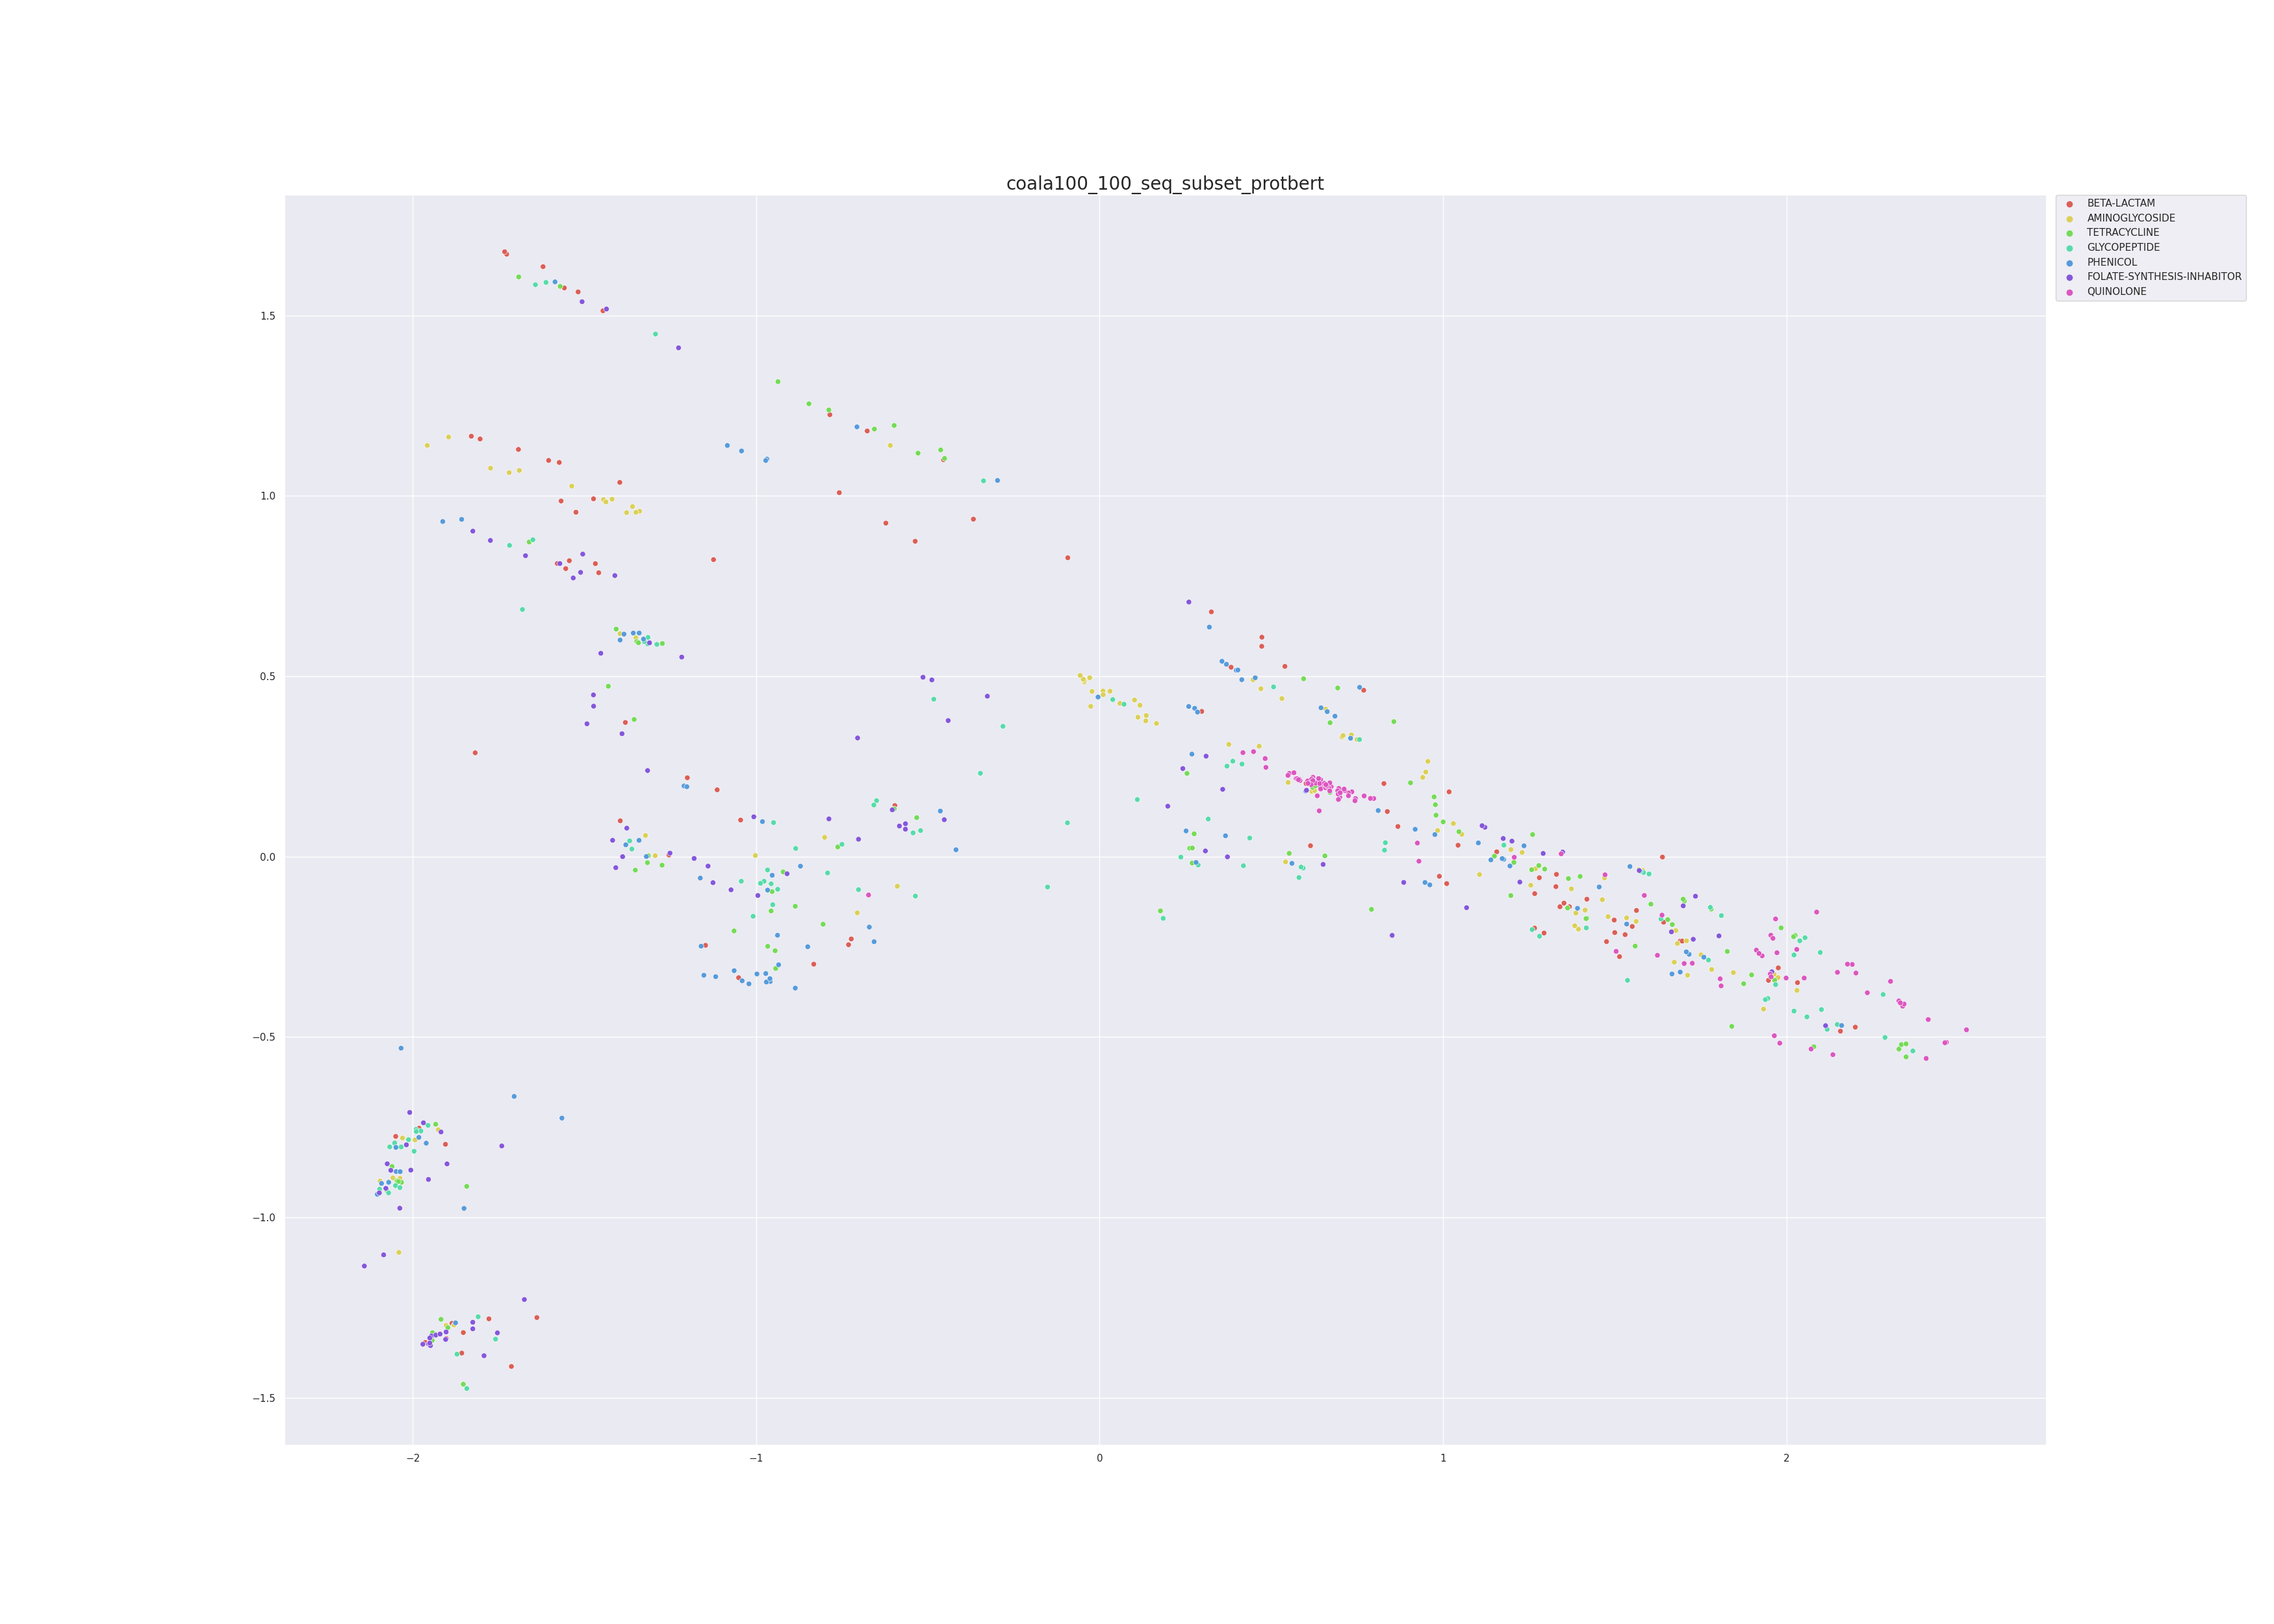 coala100_100_seq_subset_protbert
BETA-LACTAM
AMINOGLYCOSIDE
TETRACYCLINE
GLYCOPEPTIDE
PHENICOL
FOLATE-SYNTHESIS-INHABITOR
QUINOLONE
1.5
1.0
0.5
0.0
−0.5
−1.0
−1.5
−2
−1
0
1
2